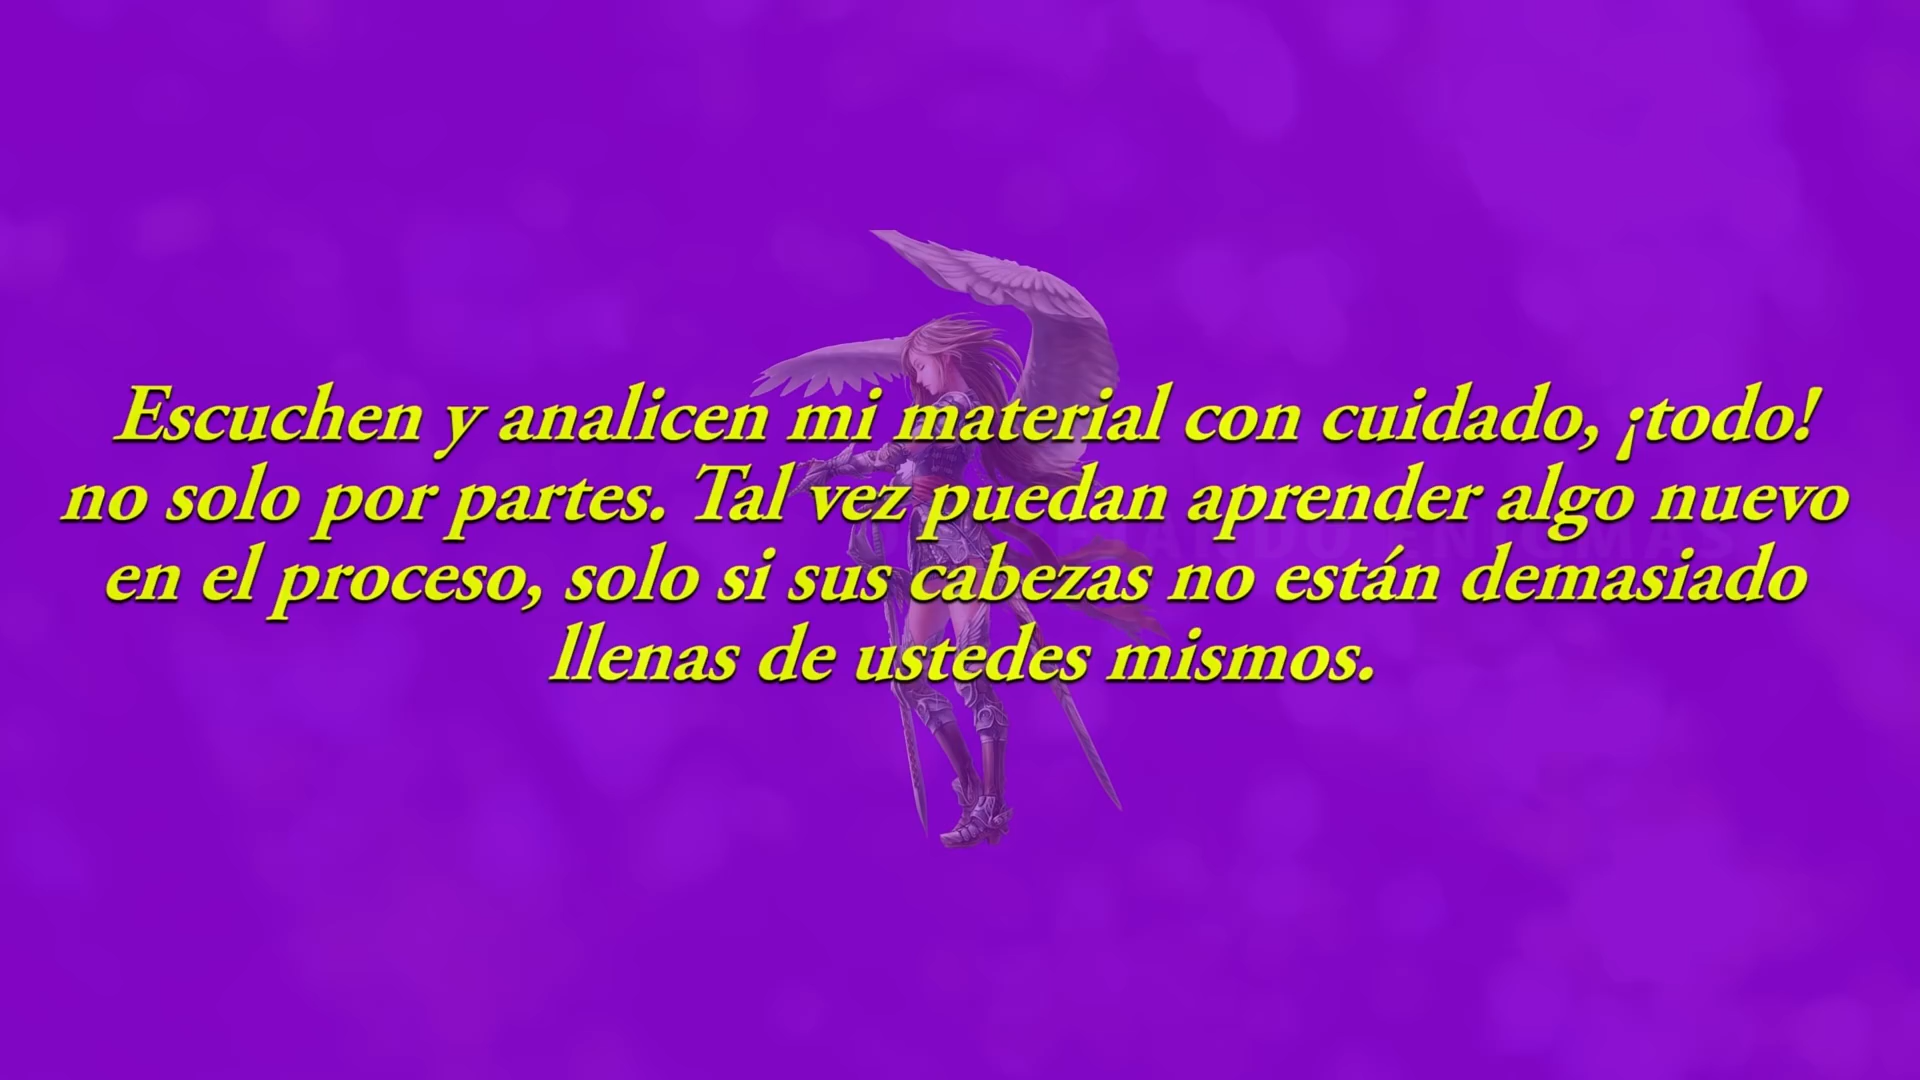 Escuchen y analicen mi material con cuidado, ¡todo!
no solo por partes. Tal vez puedan aprender algo nuevo
en el proceso, solo si sus cabezas no están demasiado
llenas de ustedes mismos.
ENIGMAS